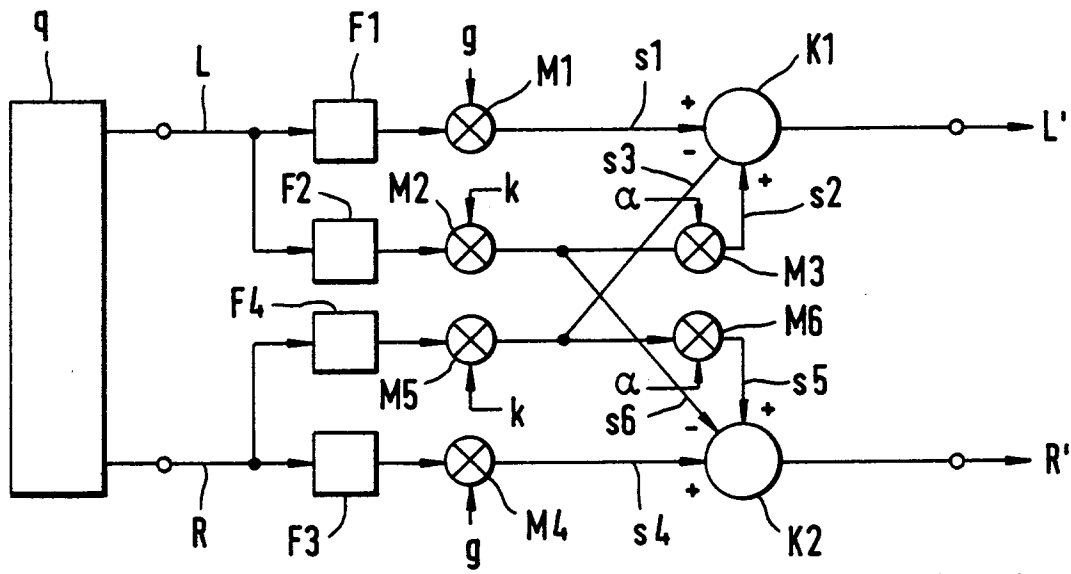 q
L
F1
g
M1
s1
K1
+
L'
-
s3
+
s2
F2
M2
k
α
M3
F4
M5
k
M6
α
s6
s5
+
-
R
F3
g
M4
s4
+
K2
R'